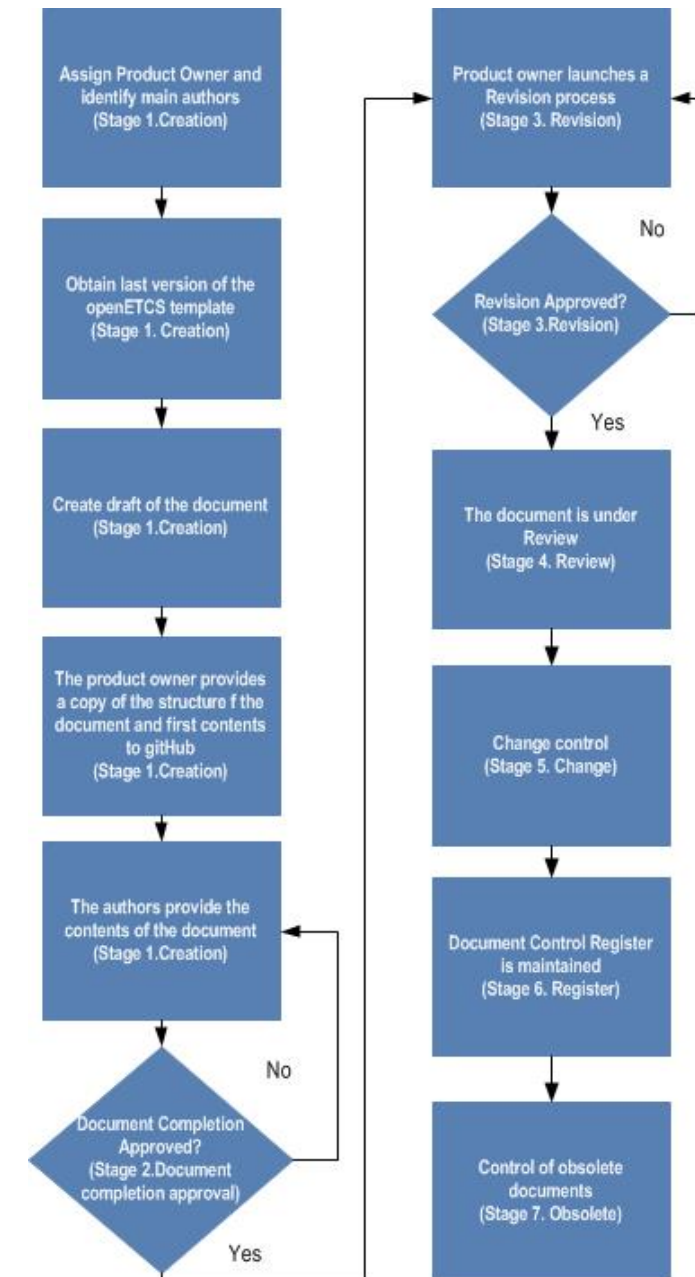 Assign Product Owner and
identify main authors
(Stage 1.Creation)
Obtain last version of the
openETCS template
(Stage 1. Creation)
Create draft of the document
(Stage 1.Creation)
The product owner provides
a copy of the structure f the
document and first contents
to gitHub
(Stage 1.Creation)
The authors provide the
contents of the document
(Stage 1.Creation)
No
Document Completion
Approved?
(Stage 2.Document
completion approval)
Yes
Product owner launches a
Revision process
(Stage 3. Revision)
No
Revision Approved?
(Stage 3.Revision)
Yes
The document is under
Review
(Stage 4. Review)
Change control
(Stage 5. Change)
Document Control Register
is maintained
(Stage 6. Register)
Control of obsolete
documents
(Stage 7. Obsolete)